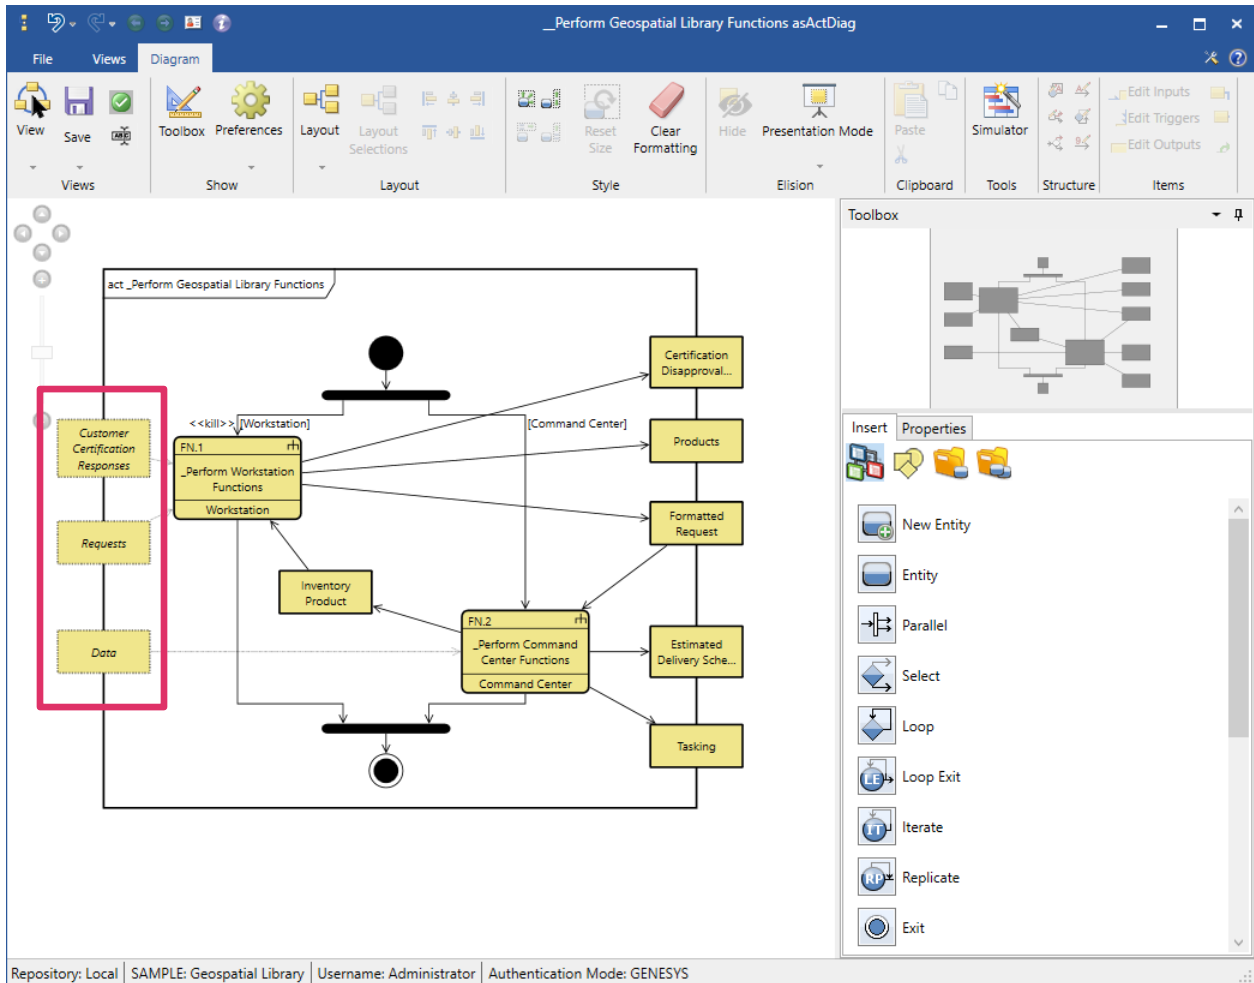 __Perform Geospatial Library Functions asActDiag
File Views Diagram
View Save Toolbox Preferences Layout Layout Selections Reset Size Clear Formatting Hide Presentation Mode Paste Simulator Edit Inputs
Edit Triggers
Edit Outputs
Views Show Layout Style Elision Clipboard Tools Structure Items
Toolbox
act _Perform Geospatial Library Functions
Certification
Disapproval...
Customer
Certification
Responses
<<kill>> [Workstation]
[Command Center]
FN.1
_Perform Workstation
Functions
Workstation
Products
Requests
Formatted
Request
Inventory
Product
FN.2
_Perform Command
Center Functions
Command Center
Data
Estimated
Delivery Sche...
Tasking
Insert Properties
New Entity
Entity
Parallel
Select
Loop
LE Loop Exit
IT Iterate
RP Replicate
Exit
Repository: Local SAMPLE: Geospatial Library Username: Administrator Authentication Mode: GENESYS